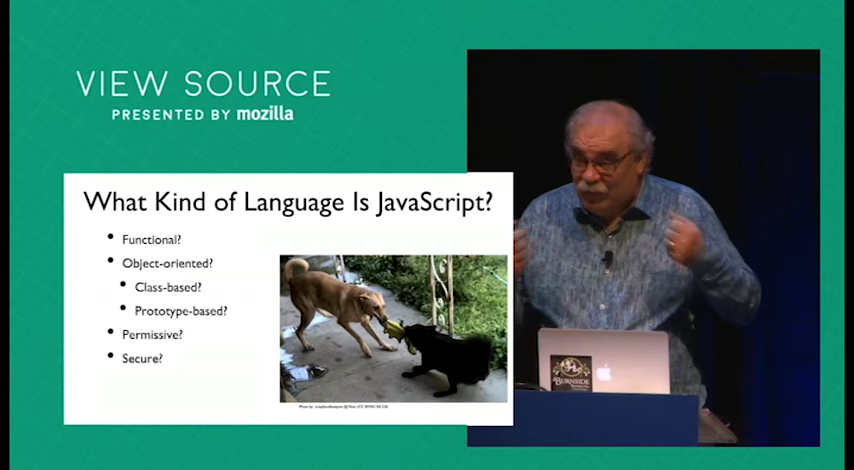 VIEW SOURCE
PRESENTED BY mozilla
What Kind of Language Is JavaScript?
Functional?
Object-oriented?
Class-based?
Prototype-based?
Permissive?
Secure?
BURNSIDE